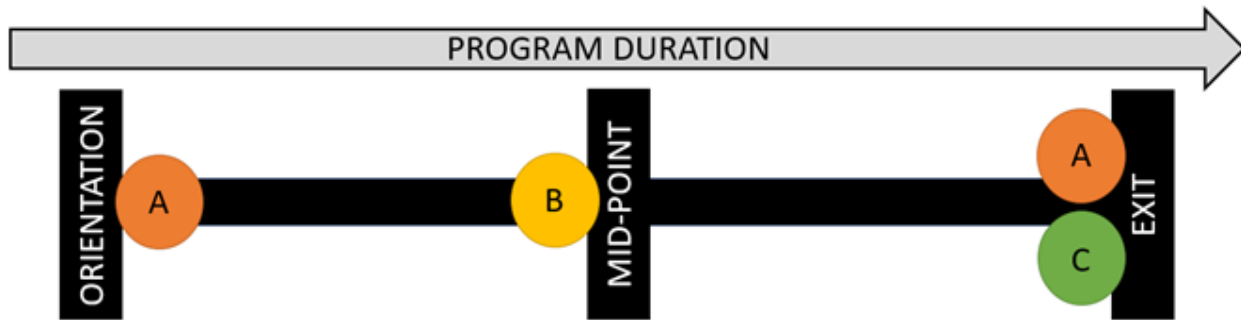 PROGRAM DURATION
ORIENTATION
A
B
MID-POINT
A
C
EXIT